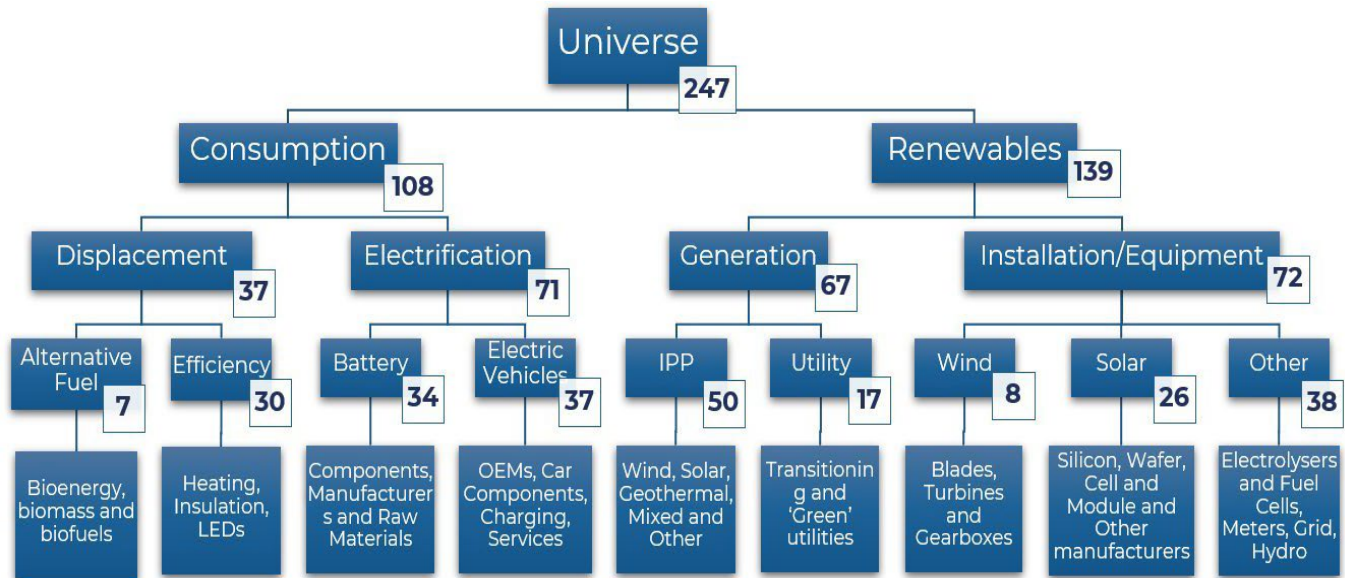 Universe
247
Consumption
108
Renewables
139
Displacement
37
Electrification
71
Generation
67
Installation/Equipment
72
Alternative
Fuel
7
Efficiency
30
Battery
34
Electric
Vehicles
37
IPP
50
Utility
17
Wind
8
Solar
26
Other
38
Bioenergy,
biomass and
biofuels
Heating,
Insulation,
LEDs
Components,
Manufacturer
s and Raw
Materials
OEMs, Car
Components,
Charging,
Services
Wind, Solar,
Geothermal,
Mixed and
Other
Transitionin
g and
‘Green’
utilities
Blades,
Turbines
and
Gearboxes
Silicon, Wafer,
Cell and
Module and
Other
manufacturers
Electrolysers
and Fuel
Cells,
Meters, Grid,
Hydro